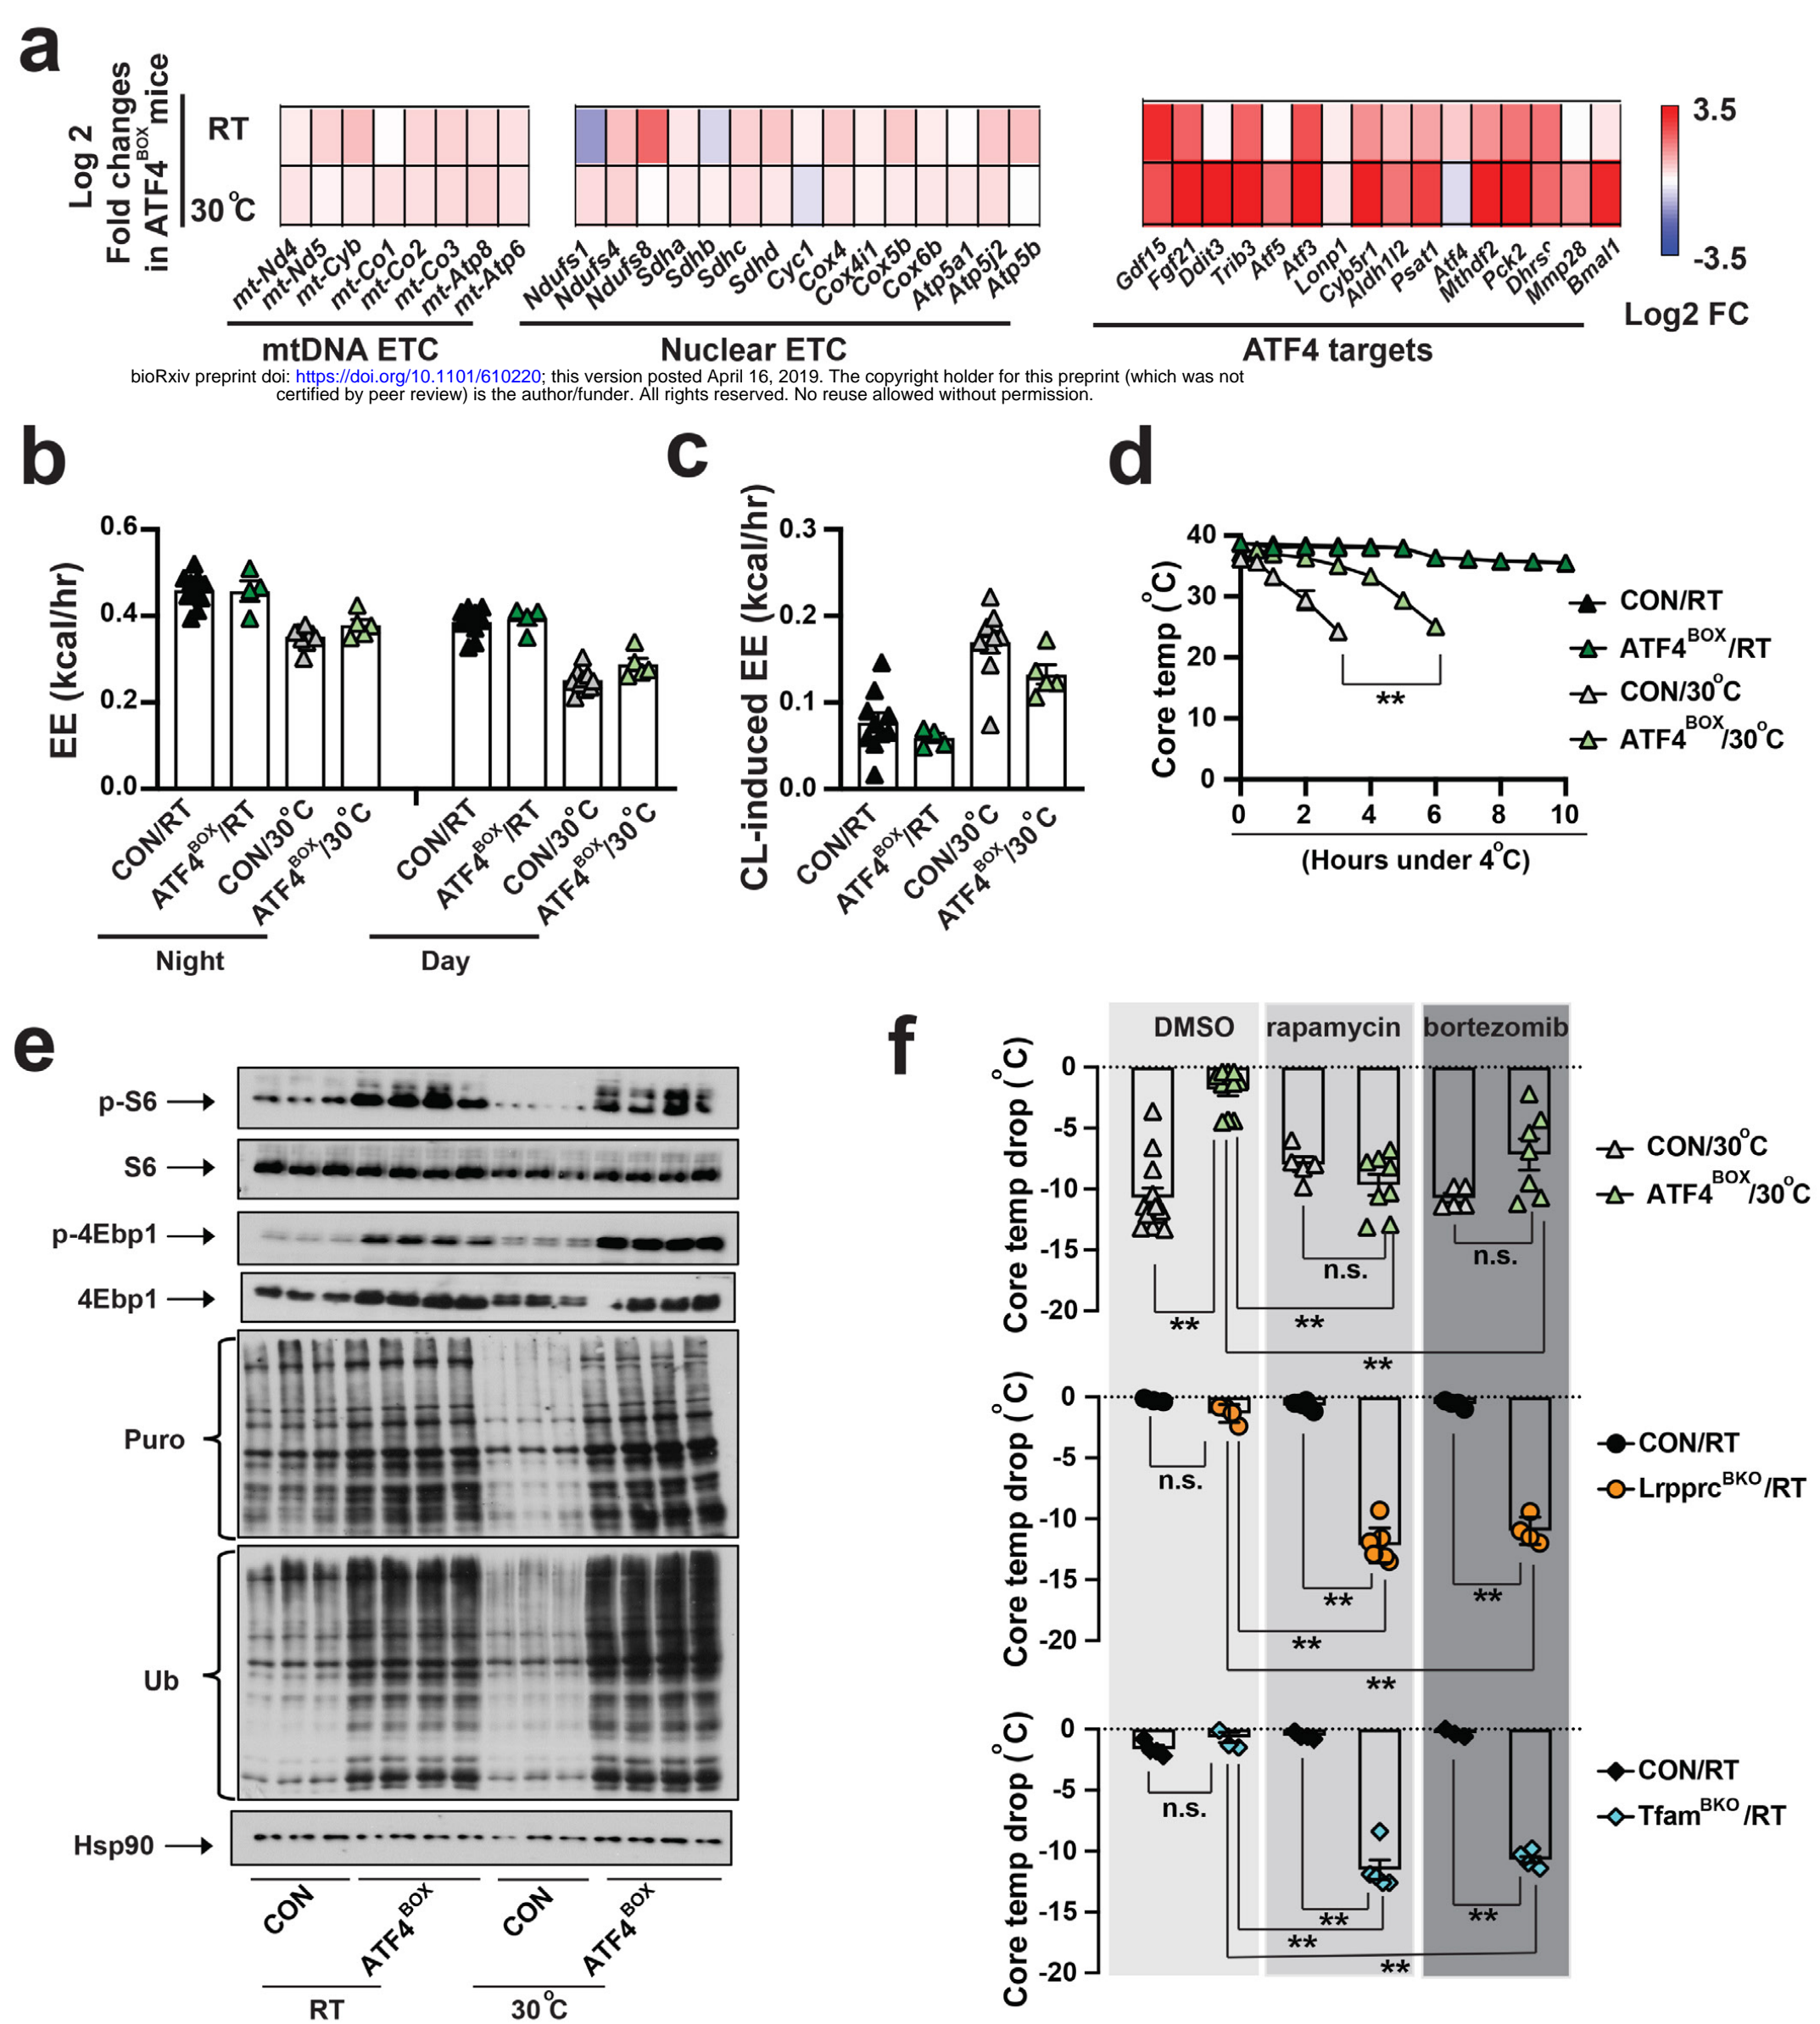 a
Log 2
Fold changes
in ATF4BOX mice
RT
30°C
mt-Nd4
mt-Nd5
mt-Cyb
mt-Co1
mt-Co2
mt-Co3
mt-Atp8
mt-Atp6
mtDNA ETC
Ndufs1
Ndufs4
Ndufs8
Sdha
Sdhb
Sdhc
Sdhd
Cyc1
Cox4
Cox4i1
Cox5b
Cox6b
Atp5a1
Atp5j2
Atp5b
Nuclear ETC
Gdf15
Fgf21
Ddit3
Trib3
Atf5
Atf3
Lonp1
Cyb5r1
Aldh1l2
Psat1
Atf4
Mthdf2
Pck2
Mmp28
Bmal1
ATF4 targets
3.5
-3.5
Log2 FC
bioRxiv preprint doi: https://doi.org/10.1101/610220; this version posted April 16, 2019. The copyright holder for this preprint (which was not
certified by peer review) is the author/funder. All rights reserved. No reuse allowed without permission.
b
EE (kcal/hr)
0.6
0.4
0.2
0.0
CON/RT
ATF4BOX/RT
CON/30°C
ATF4BOX/30°C
CON/RT
ATF4BOX/RT
CON/30°C
ATF4BOX/30°C
Night
Day
c
CL-induced EE (kcal/hr)
0.3
0.2
0.1
0.0
CON/RT
ATF4BOX/RT
CON/30°C
ATF4BOX/30°C
d
Core temp (°C)
40
30
20
10
0
0 2 4 6 8 10
(Hours under 4°C)
**
CON/RT
ATF4BOX/RT
CON/30°C
ATF4BOX/30°C
e
p-S6
S6
p-4Ebp1
4Ebp1
Puro
Ub
Hsp90
CON
ATF4BOX
CON
ATF4BOX
RT
30°C
f
DMSO rapamycin bortezomib
Core temp drop (°C)
0
-5
-10
-15
-20
n.s.
n.s.
**
**
**
CON/30°C
ATF4BOX/30°C
Core temp drop (°C)
0
-5
-10
-15
-20
n.s.
**
**
**
**
CON/RT
LrpprcBKO/RT
Core temp drop (°C)
0
-5
-10
-15
-20
n.s.
**
**
**
**
CON/RT
TfamBKO/RT